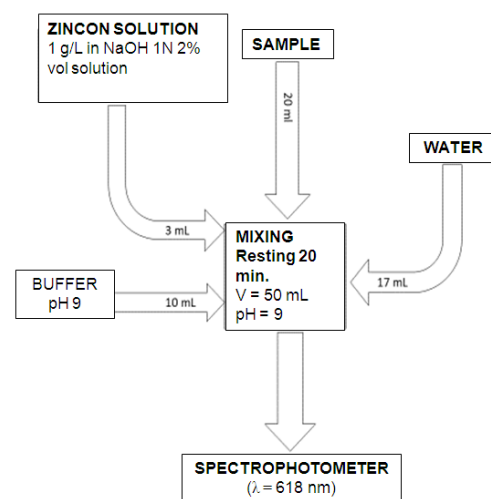 ZINCON SOLUTION
1 g/L in NaOH 1N 2%
vol solution
SAMPLE
20 ml
WATER
3 mL
MIXING
Resting 20
min.
V = 50 mL
pH = 9
17 mL
BUFFER
pH 9
10 mL
SPECTROPHOTOMETER
(λ = 618 nm)